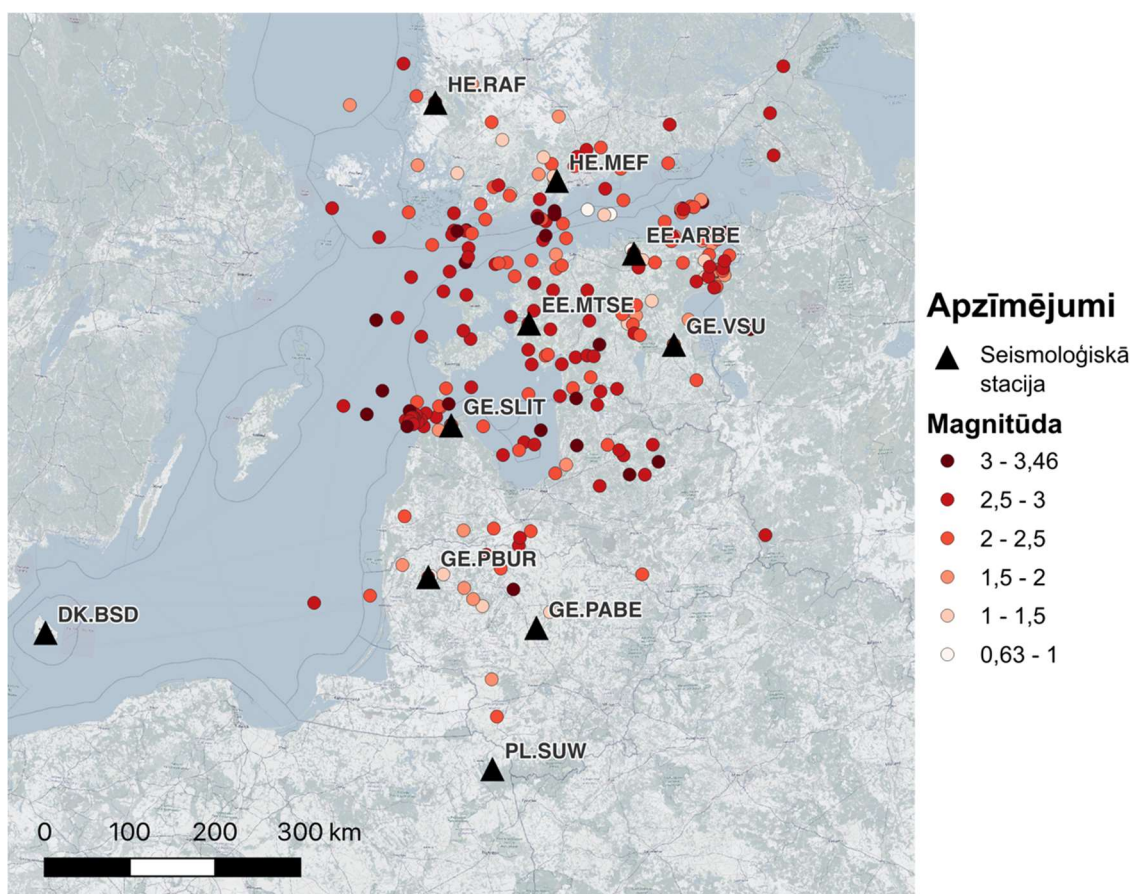 HE.RAF
HE.MEF
EE.ARBE
EE.MTSE
GE.VSU
GE.SLIT
GE.PBUR
GE.PABE
DK.BSD
PL.SUW
0 100 200 300 km
Apzīmējumi
Seismoloģiskā
stacija
Magnitūda
3 - 3,46
2,5 - 3
2 - 2,5
1,5 - 2
1 - 1,5
0,63 - 1